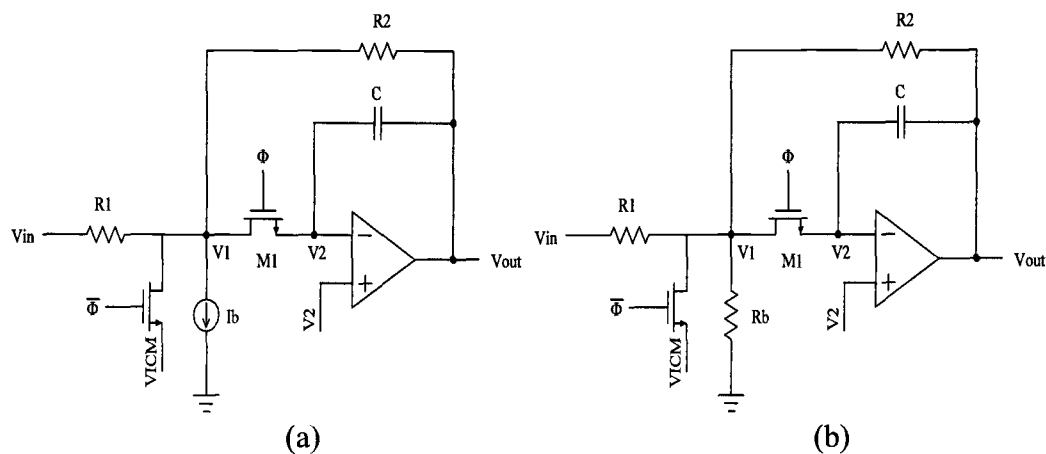 R2
C
Φ
R1
Vin
V1
M1
V2
−
+
Vout
Φ̅
Ib
V2
VICM
(a)
R2
C
Φ
R1
Vin
V1
M1
V2
−
+
Vout
Φ̅
Rb
V2
VICM
(b)